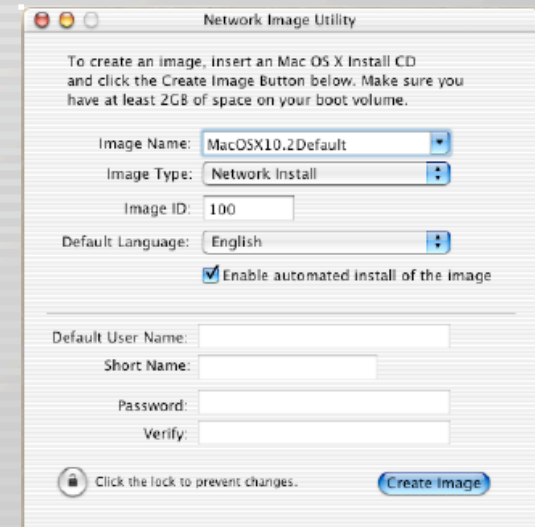 Network Image Utility
To create an image, insert an Mac OS X Install CD
and click the Create Image Button below. Make sure you
have at least 2GB of space on your boot volume.
Image Name: MacOSX10.2Default
Image Type: Network Install
Image ID: 100
Default Language: English
Enable automated install of the image
Default User Name:
Short Name:
Password:
Verify:
Click the lock to prevent changes. Create Image